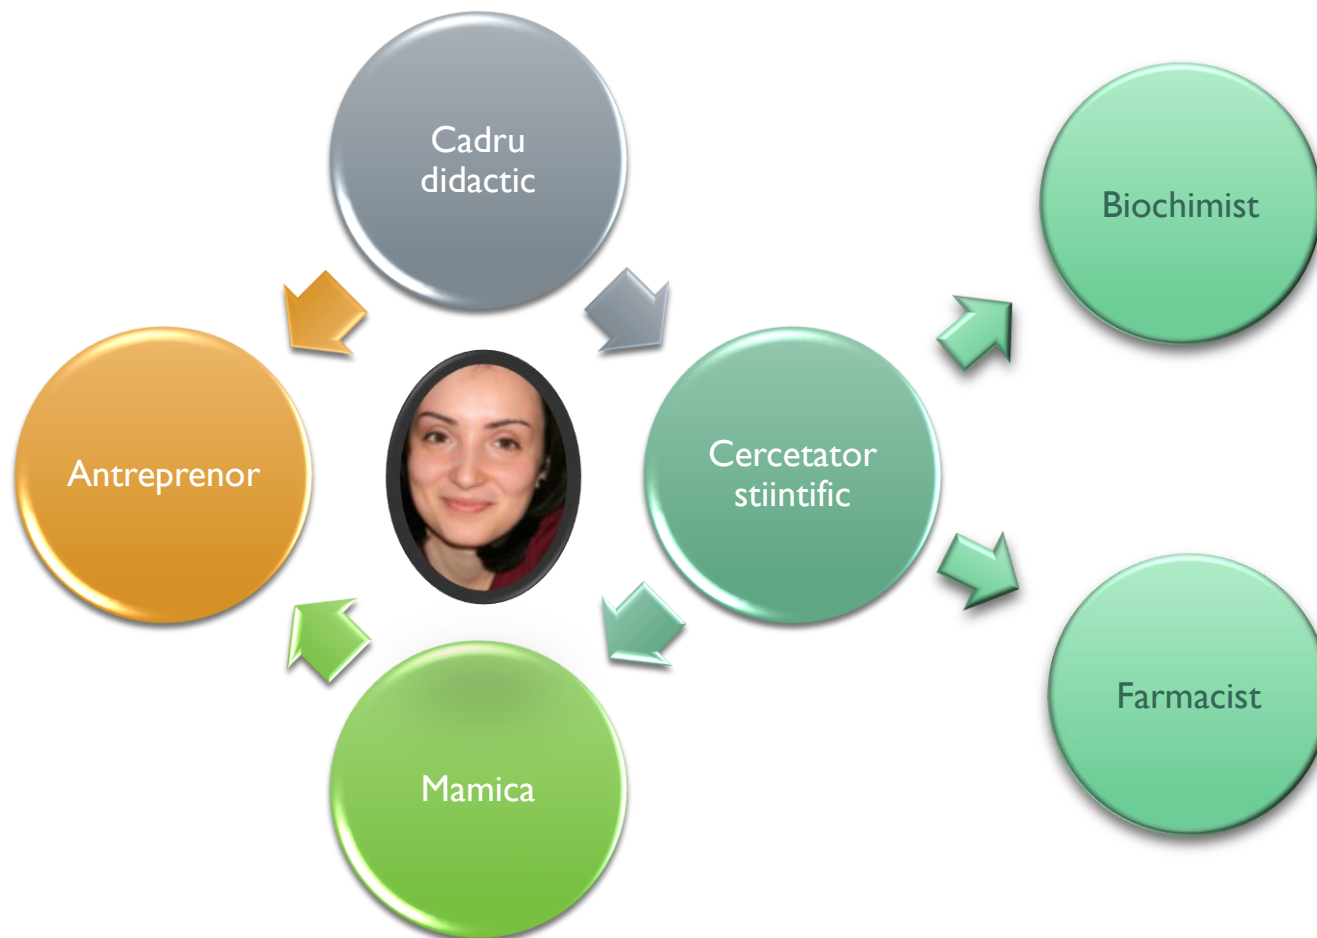 Cadru
didactic
Biochimist
Antreprenor
Cercetator
stiintific
Farmacist
Mamica